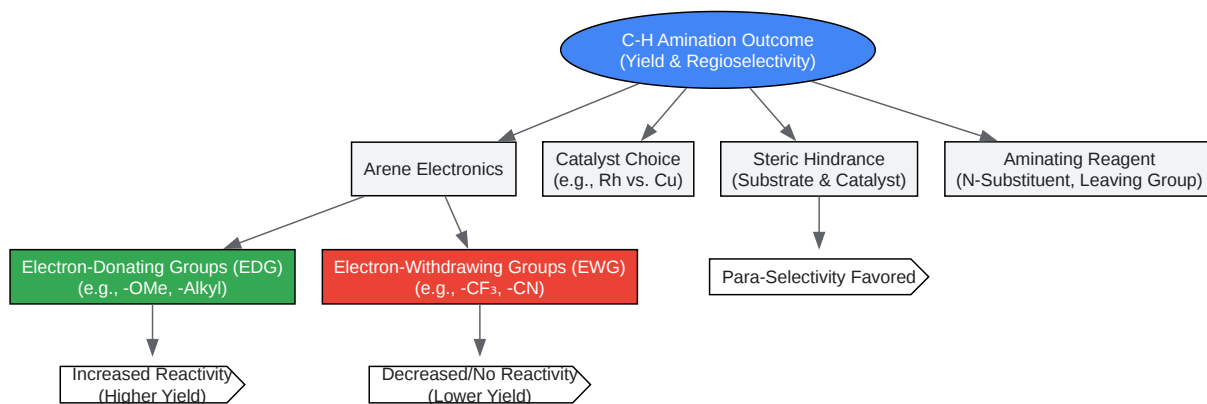 C-H Amination Outcome
(Yield & Regioselectivity)
Arene Electronics
Catalyst Choice
(e.g., Rh vs. Cu)
Steric Hindrance
(Substrate & Catalyst)
Aminating Reagent
(N-Substituent, Leaving Group)
Electron-Donating Groups (EDG)
(e.g., -OMe, -Alkyl)
Electron-Withdrawing Groups (EWG)
(e.g., -CF₃, -CN)
Para-Selectivity Favored
Increased Reactivity
(Higher Yield)
Decreased/No Reactivity
(Lower Yield)